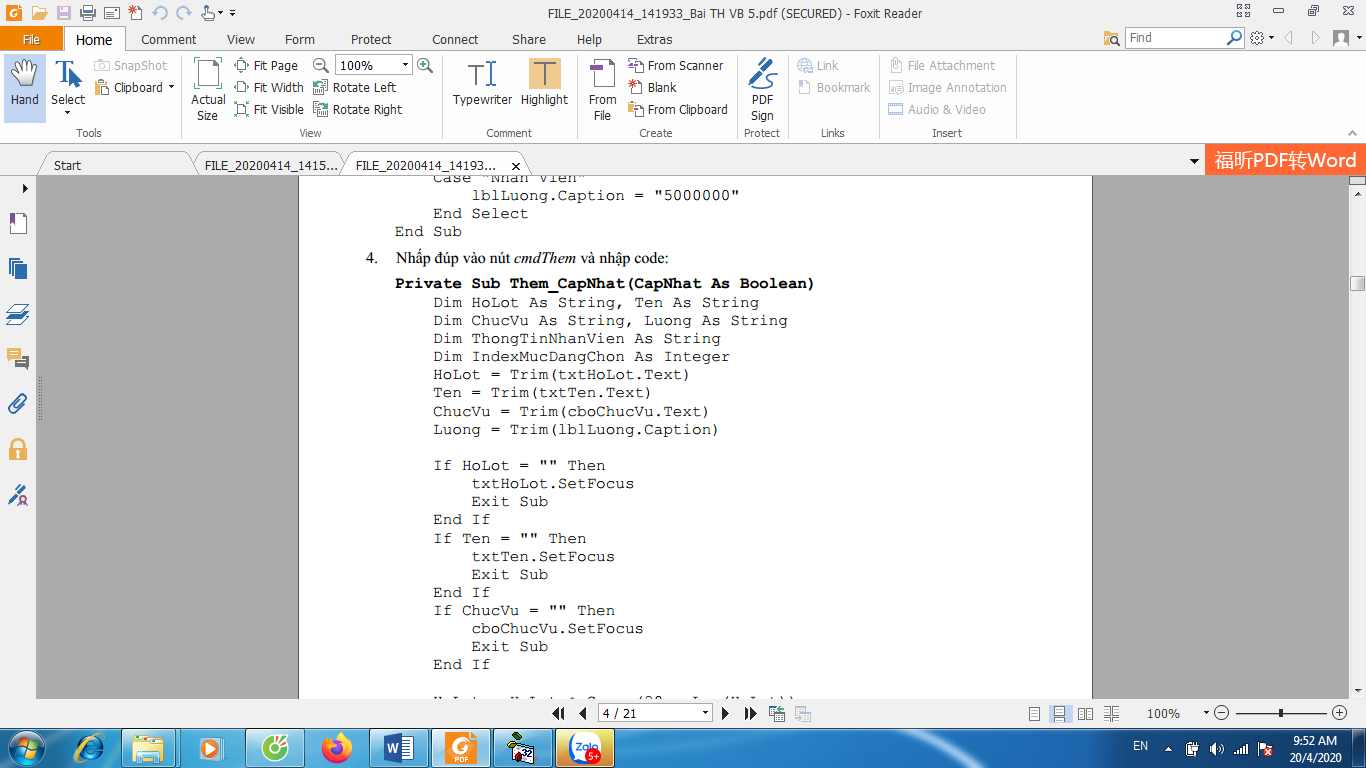 FILE_20200414_141933_Bai TH VB 5.pdf (SECURED) - Foxit Reader
File Home Comment View Form Protect Connect Share Help Extras Find
Hand
Select
SnapShot
Clipboard
Tools
Actual Size
Fit Page
Fit Width
Fit Visible
100%
Rotate Left
Rotate Right
View
Typewriter
Highlight
Comment
From File
From Scanner
Blank
From Clipboard
Create
PDF Sign
Protect
Link
Bookmark
Links
File Attachment
Image Annotation
Audio & Video
Insert
Start FILE_20200414_1415... FILE_20200414_14193... 福昕PDF转Word
Case "Nhan Vien"
lblLuong.Caption = "5000000"
End Select
End Sub
4. Nhấp đúp vào nút cmdThem và nhập code:
Private Sub Them_CapNhat(CapNhat As Boolean)
Dim HoLot As String, Ten As String
Dim ChucVu As String, Luong As String
Dim ThongTinNhanVien As String
Dim IndexMucDangChon As Integer
HoLot = Trim(txtHoLot.Text)
Ten = Trim(txtTen.Text)
ChucVu = Trim(cboChucVu.Text)
Luong = Trim(lblLuong.Caption)
If HoLot = "" Then
txtHoLot.SetFocus
Exit Sub
End If
If Ten = "" Then
txtTen.SetFocus
Exit Sub
End If
If ChucVu = "" Then
cboChucVu.SetFocus
Exit Sub
End If
4 / 21
100%
PDF
32
Zalo
5+
EN
9:52 AM
20/4/2020